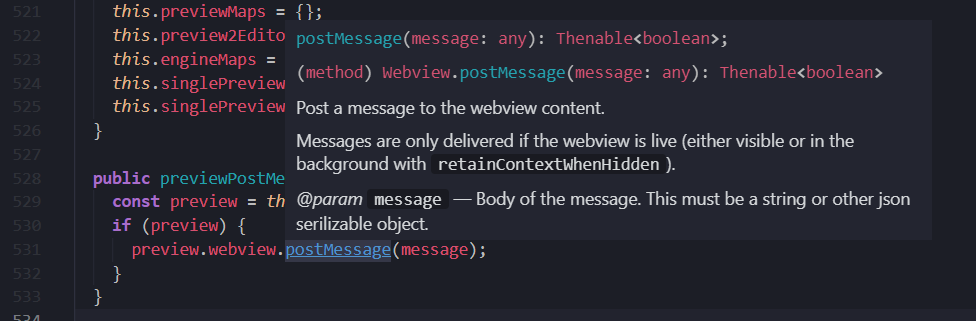 521 this.previewMaps = {};
522 this.preview2Edito
523 this.engineMaps =
524 this.singlePreview
525 this.singlePreview
526 }
527
528 public previewPostMe
529 const preview = th
530 if (preview) {
531 preview.webview.postMessage(message);
532 }
533 }
534
postMessage(message: any): Thenable<boolean>;
(method) Webview.postMessage(message: any): Thenable<boolean>
Post a message to the webview content.
Messages are only delivered if the webview is live (either visible or in the
background with retainContextWhenHidden ).
@param message — Body of the message. This must be a string or other json
serilizable object.